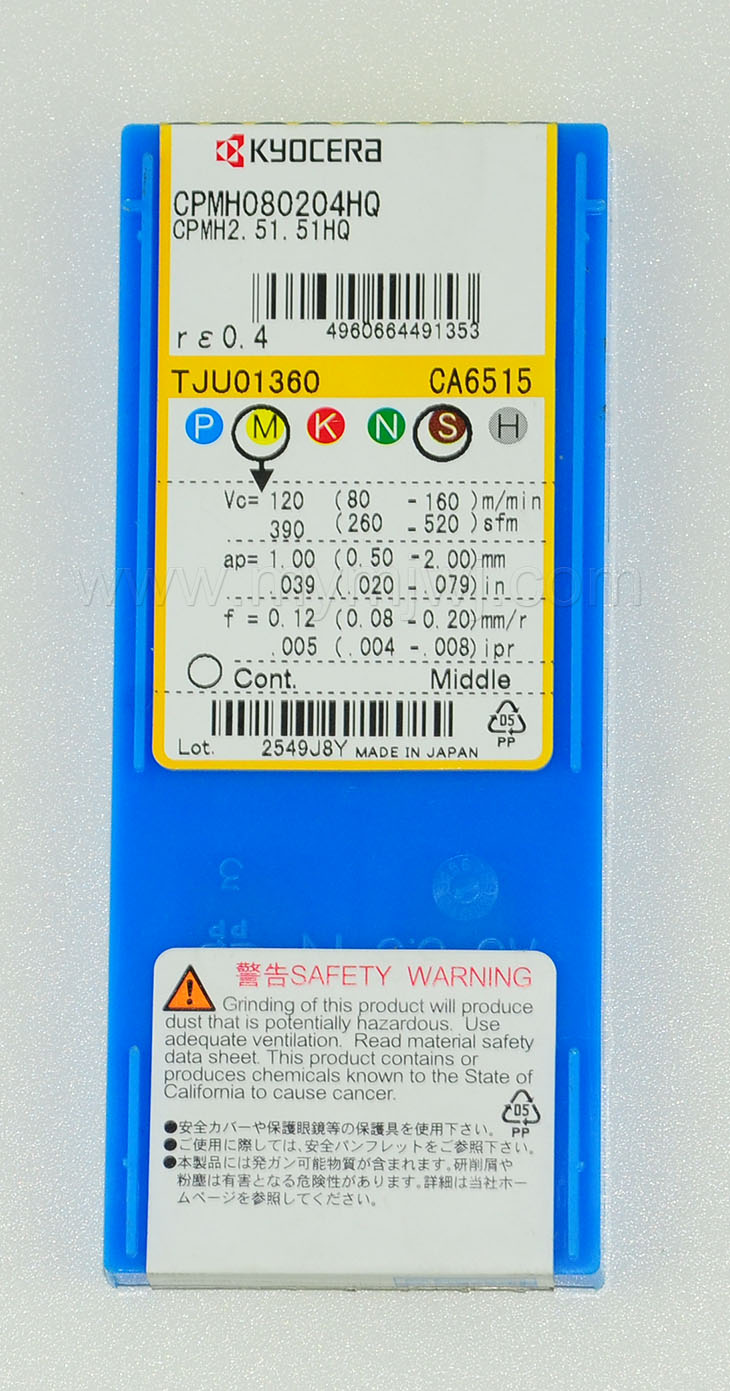 KYOCERA
CPMH080204HQ
CPMH2.51.51HQ
4960664491353
rε0.4
TJU01360 CA6515
P M K N S H
Vc= 120 (80 -160)m/min
390 (260 -520)sfm
ap= 1.00 (0.50 -2.00)mm
.039 (.020 -.079)in
www.mymjwj.com
f = 0.12 (0.08 -0.20)mm/r
.005 (.004 -.008)ipr
Cont. Middle
05
PP
Lot. 2549J8Y MADE IN JAPAN
警告SAFETY WARNING
Grinding of this product will produce
dust that is potentially hazardous. Use
adequate ventilation. Read material safety
data sheet. This product contains or
produces chemicals known to the State of
California to cause cancer.
05
PP
●安全カバーや保護眼鏡等の保護具を使用下さい。
●ご使用に際しては、安全パンフレットをご参照下さい。
●本製品には発ガン可能物質が含まれます。研削屑や
粉塵は有害となる危険性があります。詳細は当社ホー
ムページを参照してください。